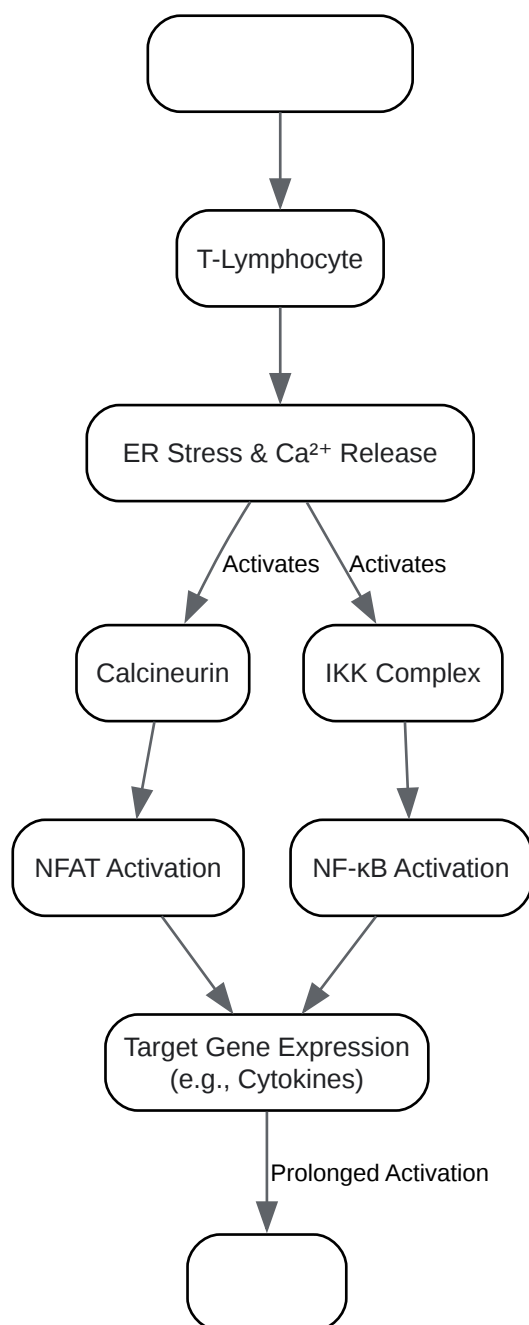 T-Lymphocyte
ER Stress & Ca²⁺ Release
Activates
Activates
Calcineurin
IKK Complex
NFAT Activation
NF-κB Activation
Target Gene Expression
(e.g., Cytokines)
Prolonged Activation